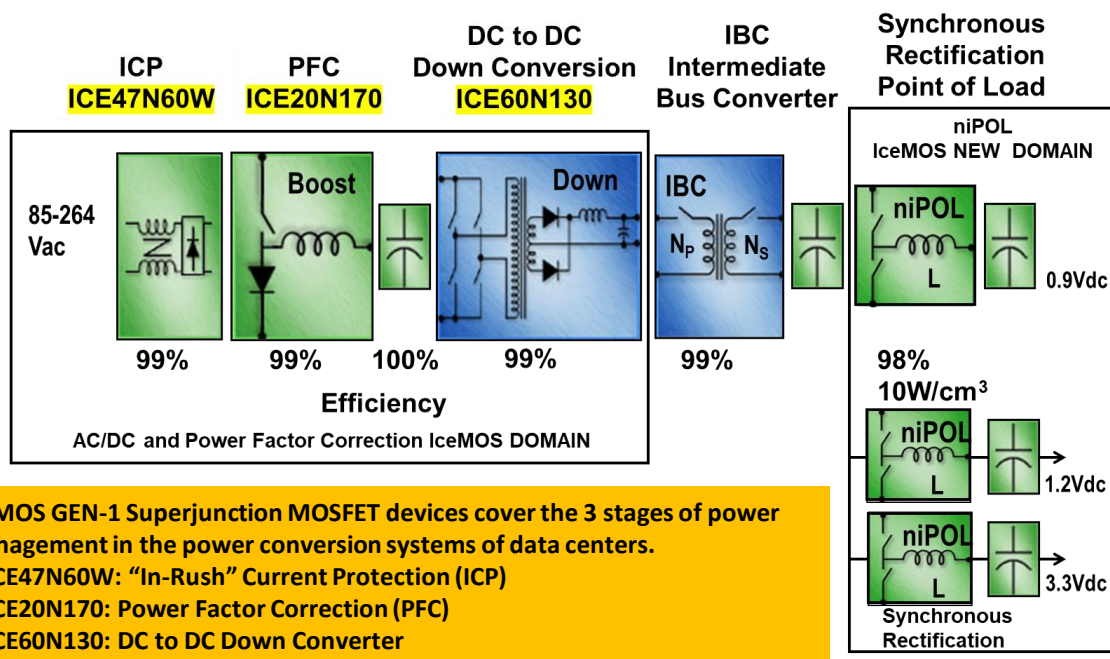 ICP
ICE47N60W
PFC
ICE20N170
DC to DC
Down Conversion
ICE60N130
IBC
Intermediate
Bus Converter
Synchronous
Rectification
Point of Load
niPOL
IceMOS NEW DOMAIN
85-264
Vac
Boost
Down
IBC
Nₚ
Nₛ
niPOL
L
0.9Vdc
99%
99%
100%
99%
99%
98%
10W/cm³
Efficiency
AC/DC and Power Factor Correction IceMOS DOMAIN
niPOL
L
1.2Vdc
niPOL
L
3.3Vdc
Synchronous
Rectification
MOS GEN-1 Superjunction MOSFET devices cover the 3 stages of power
nagement in the power conversion systems of data centers.
CE47N60W: “In-Rush” Current Protection (ICP)
CE20N170: Power Factor Correction (PFC)
CE60N130: DC to DC Down Converter